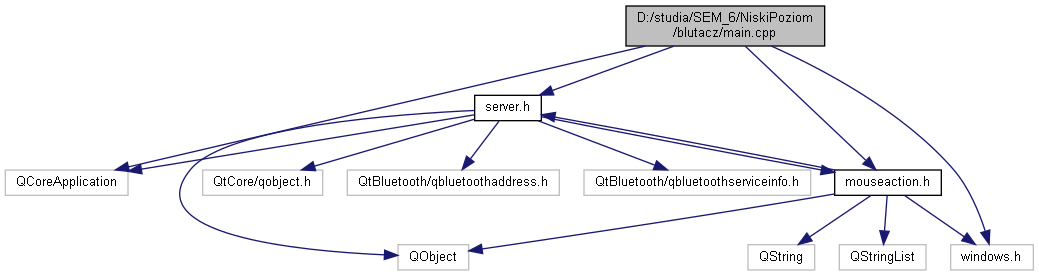 D:/studia/SEM_6/NiskiPoziom
/blutacz/main.cpp
server.h
QCoreApplication
QtCore/qobject.h
QtBluetooth/qbluetoothaddress.h
QtBluetooth/qbluetoothserviceinfo.h
mouseaction.h
QObject
QString
QStringList
windows.h